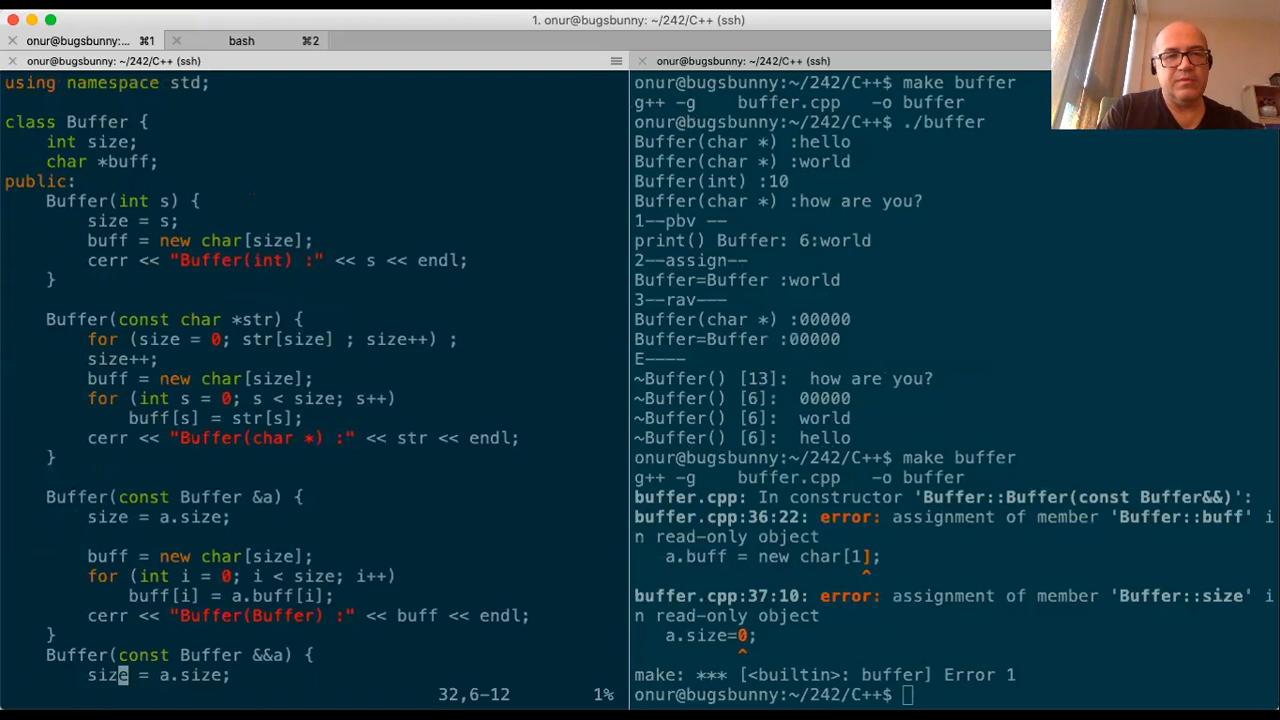 1. onur@bugsbunny: ~/242/C++ (ssh)
onur@bugsbunny:... ⌘1
bash ⌘2
onur@bugsbunny: ~/242/C++ (ssh)
using namespace std;
class Buffer {
int size;
char *buff;
public:
Buffer(int s) {
size = s;
buff = new char[size];
cerr << "Buffer(int) :" << s << endl;
}
Buffer(const char *str) {
for (size = 0; str[size] ; size++) ;
size++;
buff = new char[size];
for (int s = 0; s < size; s++)
buff[s] = str[s];
cerr << "Buffer(char *) :" << str << endl;
}
Buffer(const Buffer &a) {
size = a.size;
buff = new char[size];
for (int i = 0; i < size; i++)
buff[i] = a.buff[i];
cerr << "Buffer(Buffer) :" << buff << endl;
}
Buffer(const Buffer &&a) {
size = a.size;
32,6-12 1%
onur@bugsbunny: ~/242/C++ (ssh)
onur@bugsbunny:~/242/C++$ make buffer
g++ -g buffer.cpp -o buffer
onur@bugsbunny:~/242/C++$ ./buffer
Buffer(char *) :hello
Buffer(char *) :world
Buffer(int) :10
Buffer(char *) :how are you?
1--pbv --
print() Buffer: 6:world
2--assign--
Buffer=Buffer :world
3--rav---
Buffer(char *) :00000
Buffer=Buffer :00000
E----
~Buffer() [13]: how are you?
~Buffer() [6]: 00000
~Buffer() [6]: world
~Buffer() [6]: hello
onur@bugsbunny:~/242/C++$ make buffer
g++ -g buffer.cpp -o buffer
buffer.cpp: In constructor 'Buffer::Buffer(const Buffer&&)':
buffer.cpp:36:22: error: assignment of member 'Buffer::buff' i
n read-only object
a.buff = new char[1];
^
buffer.cpp:37:10: error: assignment of member 'Buffer::size' i
n read-only object
a.size=0;
^
make: *** [<builtin>: buffer] Error 1
onur@bugsbunny:~/242/C++$